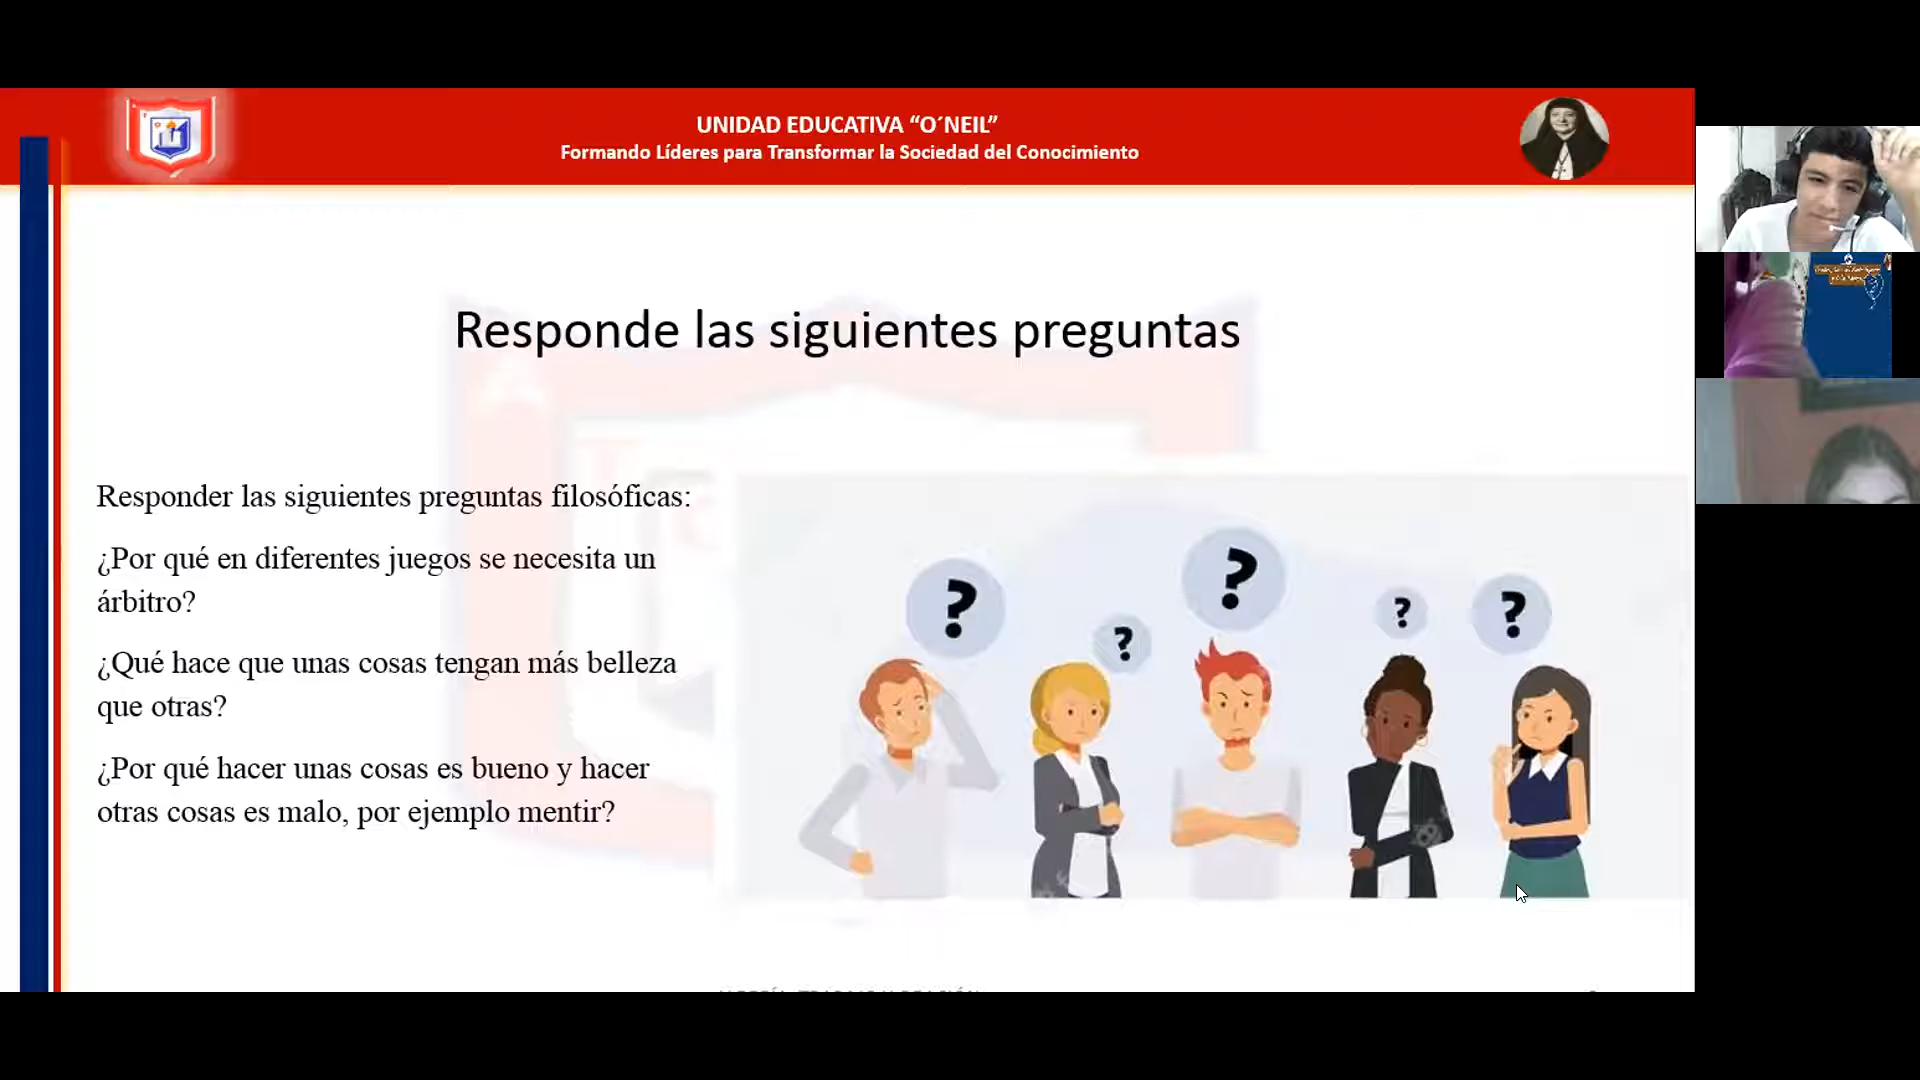 UNIDAD EDUCATIVA “O´NEIL”
Formando Líderes para Transformar la Sociedad del Conocimiento
Responde las siguientes preguntas
Responder las siguientes preguntas filosóficas:
¿Por qué en diferentes juegos se necesita un
árbitro?
¿Qué hace que unas cosas tengan más belleza
que otras?
¿Por qué hacer unas cosas es bueno y hacer
otras cosas es malo, por ejemplo mentir?
?
?
?
?
?